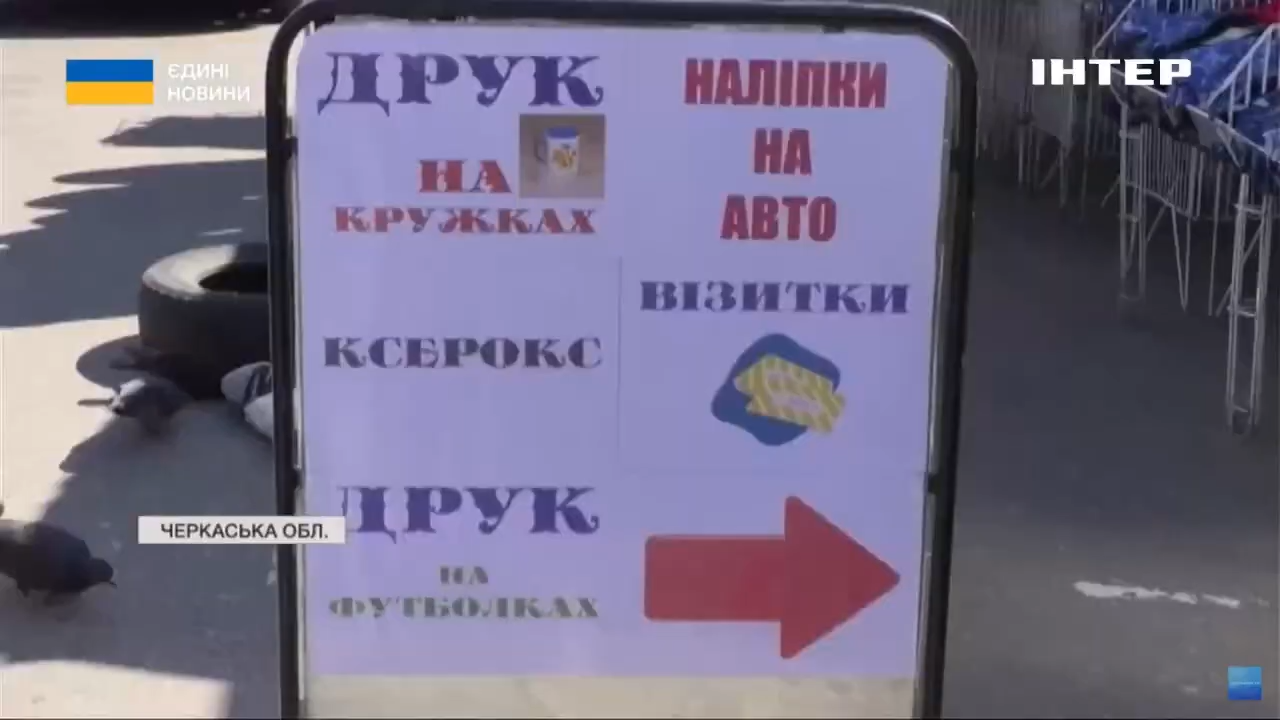 ЄДИНІ
НОВИНИ
ІНТЕР
ДРУК
НА
КРУЖКАХ
КСЕРОКС
ДРУК
НА
ФУТБОЛКАХ
НАЛІПКИ
НА
АВТО
ВІЗИТКИ
ЧЕРКАСЬКА ОБЛ.